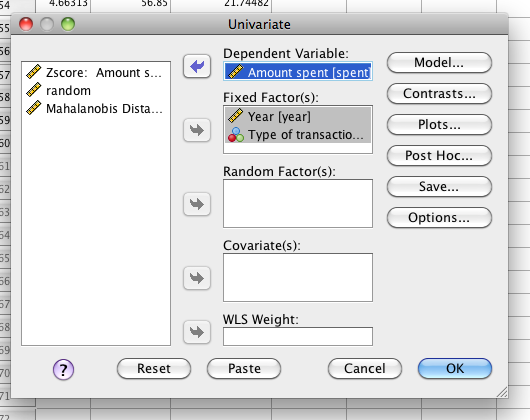 4.66313 56.85 21.74482
Univariate
Zscore: Amount s...
random
Mahalanobis Dista...
Dependent Variable:
Amount spent [spent]
Fixed Factor(s):
Year [year]
Type of transactio...
Random Factor(s):
Covariate(s):
WLS Weight:
Model...
Contrasts...
Plots...
Post Hoc...
Save...
Options...
?
Reset
Paste
Cancel
OK